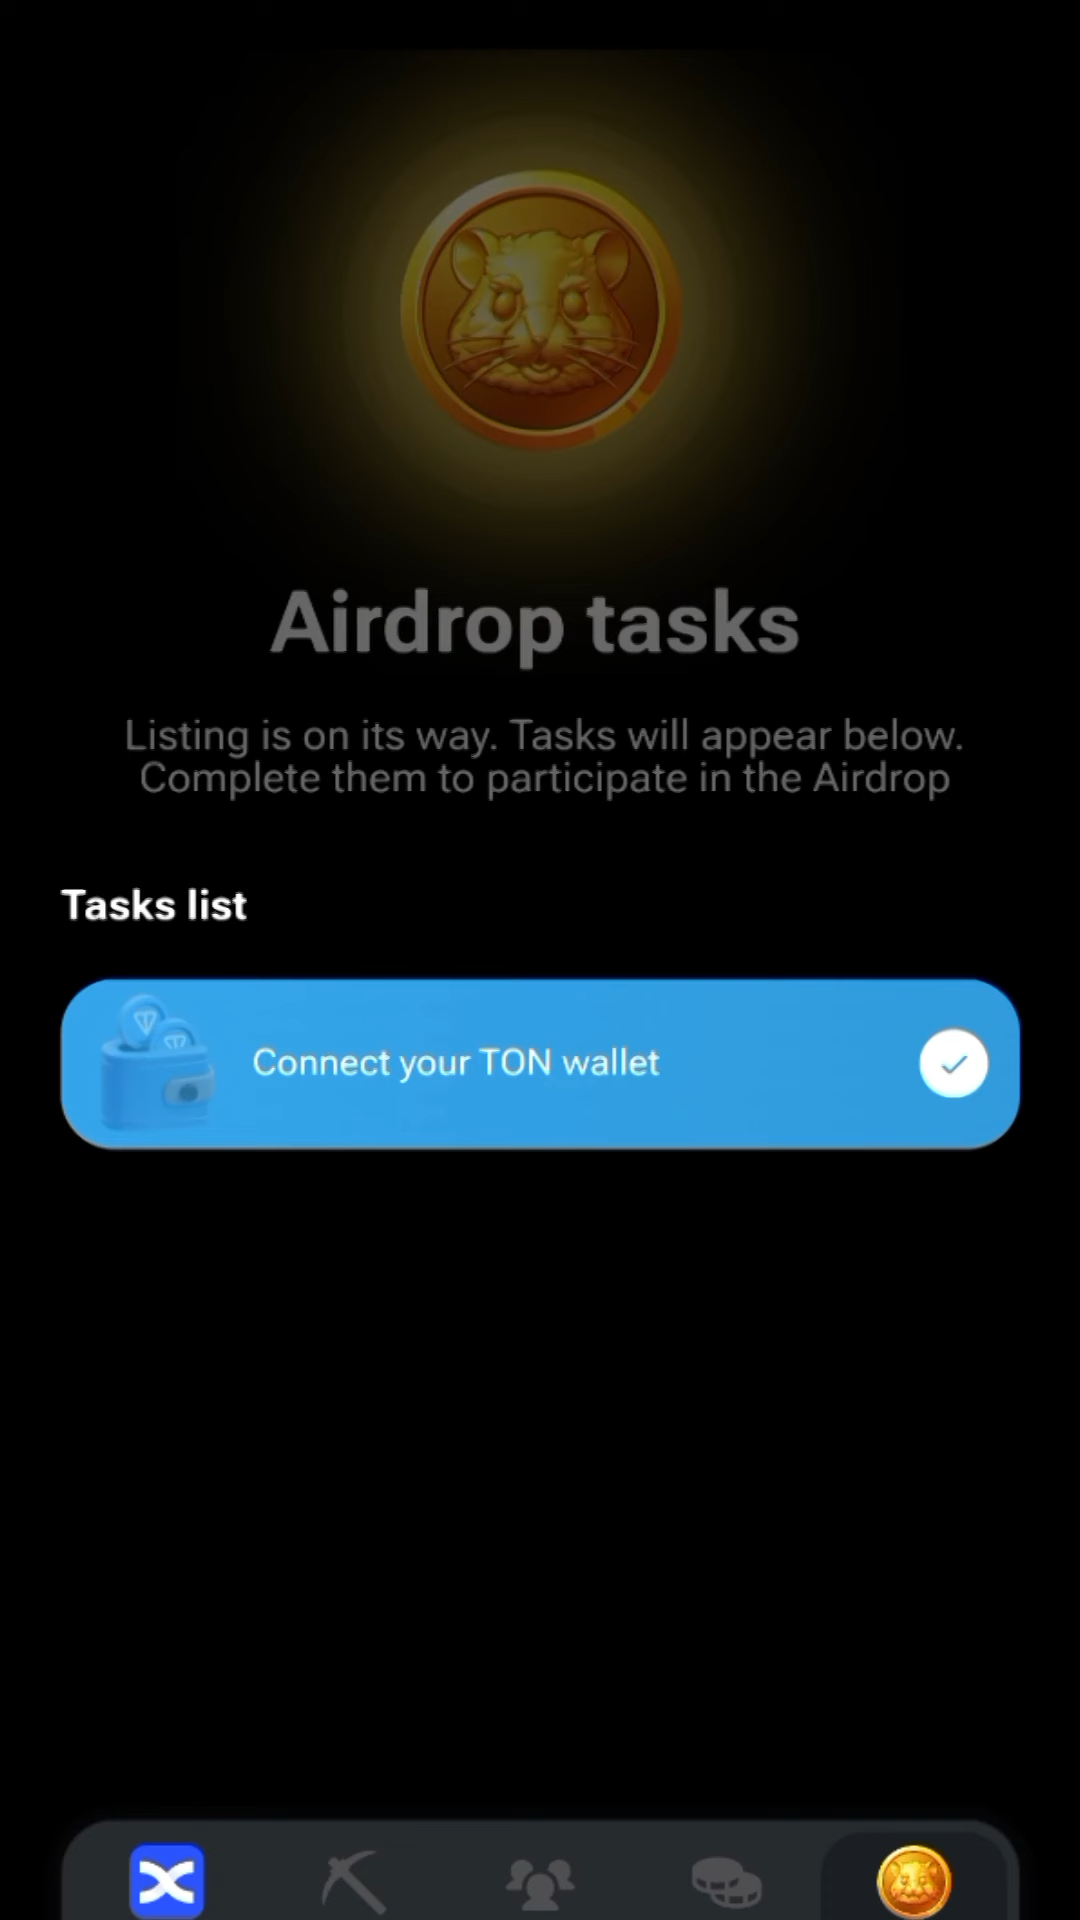 Airdrop tasks
Listing is on its way. Tasks will appear below.
Complete them to participate in the Airdrop
Tasks list
Connect your TON wallet